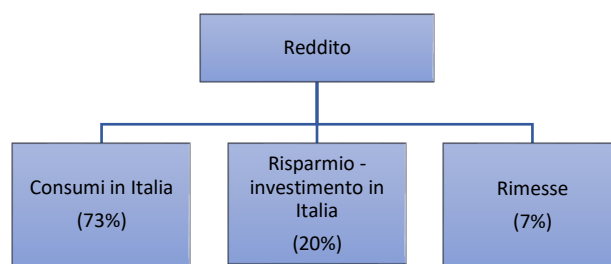 Reddito
Consumi in Italia
(73%)
Risparmio -
investimento in
Italia
(20%)
Rimesse
(7%)